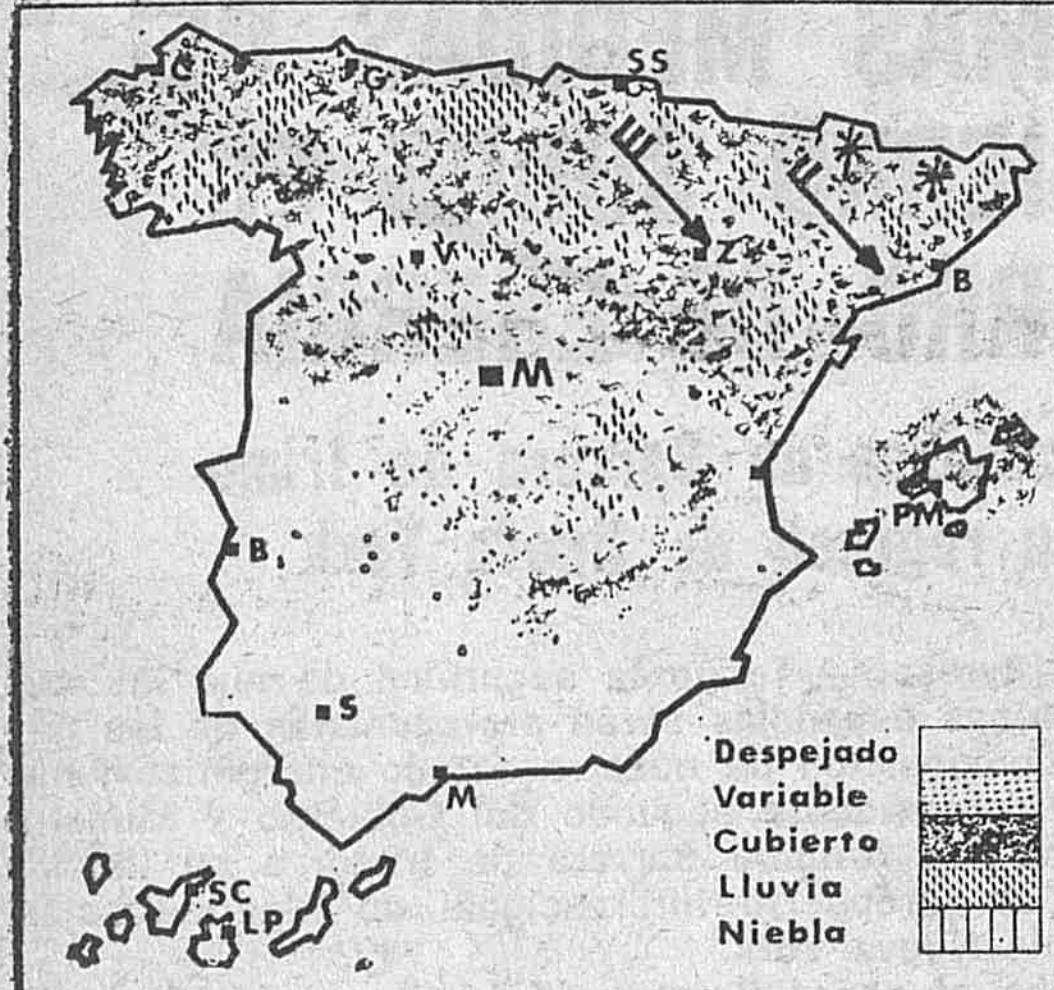 C
G
SS
V
Z
B
M
PM
B
S
M
SC
LP
Despejado
Variable
Cubierto
Lluvia
Niebla